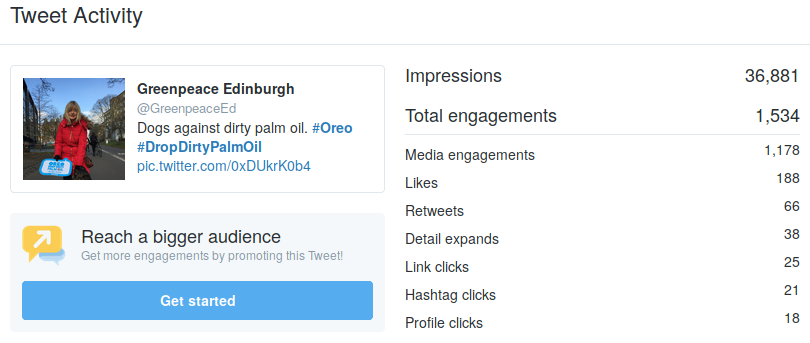 Tweet Activity
Greenpeace Edinburgh
@GreenpeaceEd
Dogs against dirty palm oil. #Oreo
#DropDirtyPalmOil
pic.twitter.com/0xDUkrK0b4
Reach a bigger audience
Get more engagements by promoting this Tweet!
Get started
Impressions 36,881
Total engagements 1,534
Media engagements 1,178
Likes 188
Retweets 66
Detail expands 38
Link clicks 25
Hashtag clicks 21
Profile clicks 18